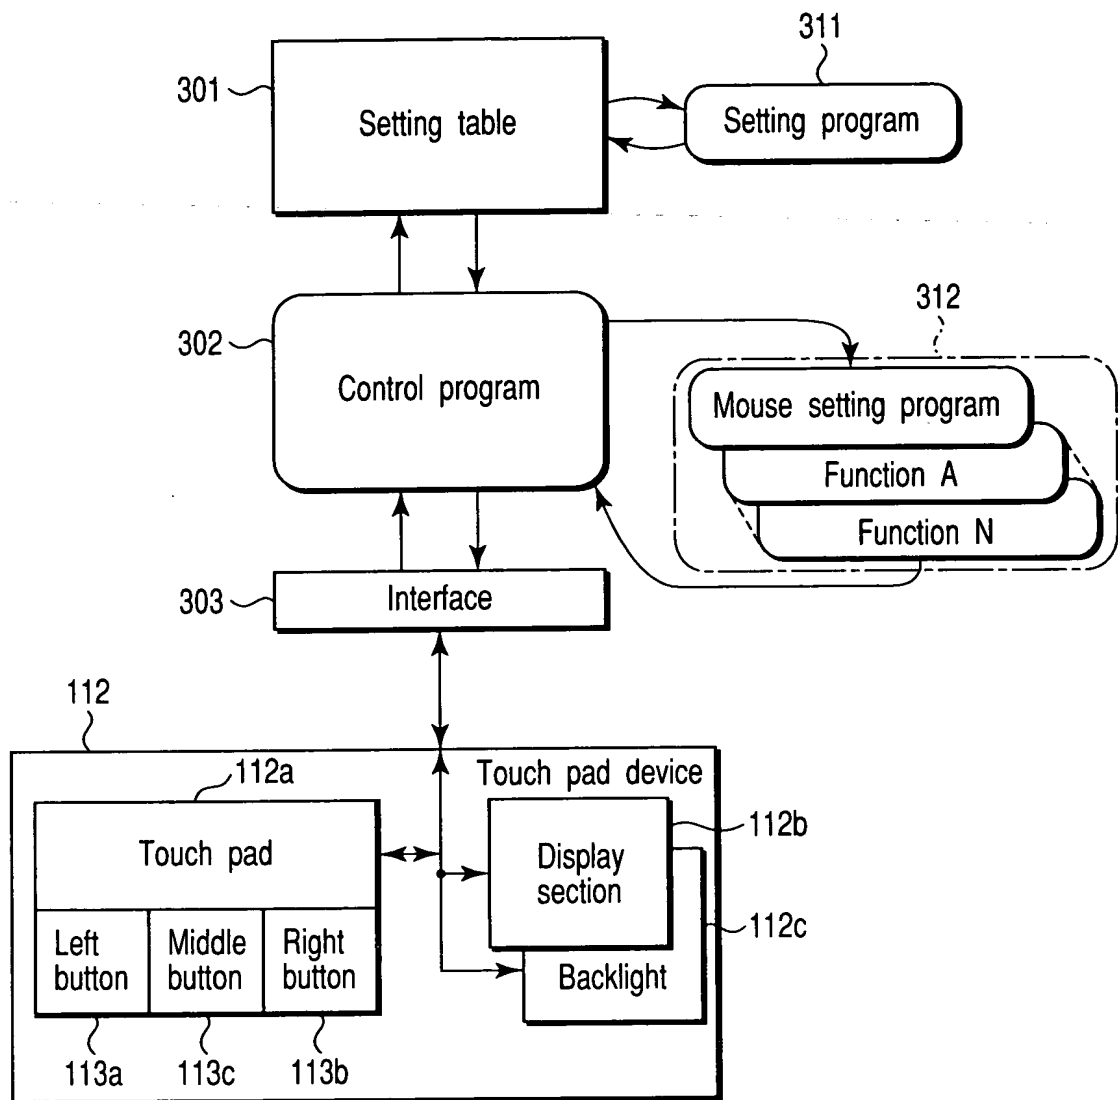 311
301
Setting table
Setting program
312
302
Control program
Mouse setting program
Function A
Function N
303
Interface
112
112a
Touch pad device
112b
Touch pad
Display
section
112c
Left
button
Middle
button
Right
button
Backlight
113a
113c
113b